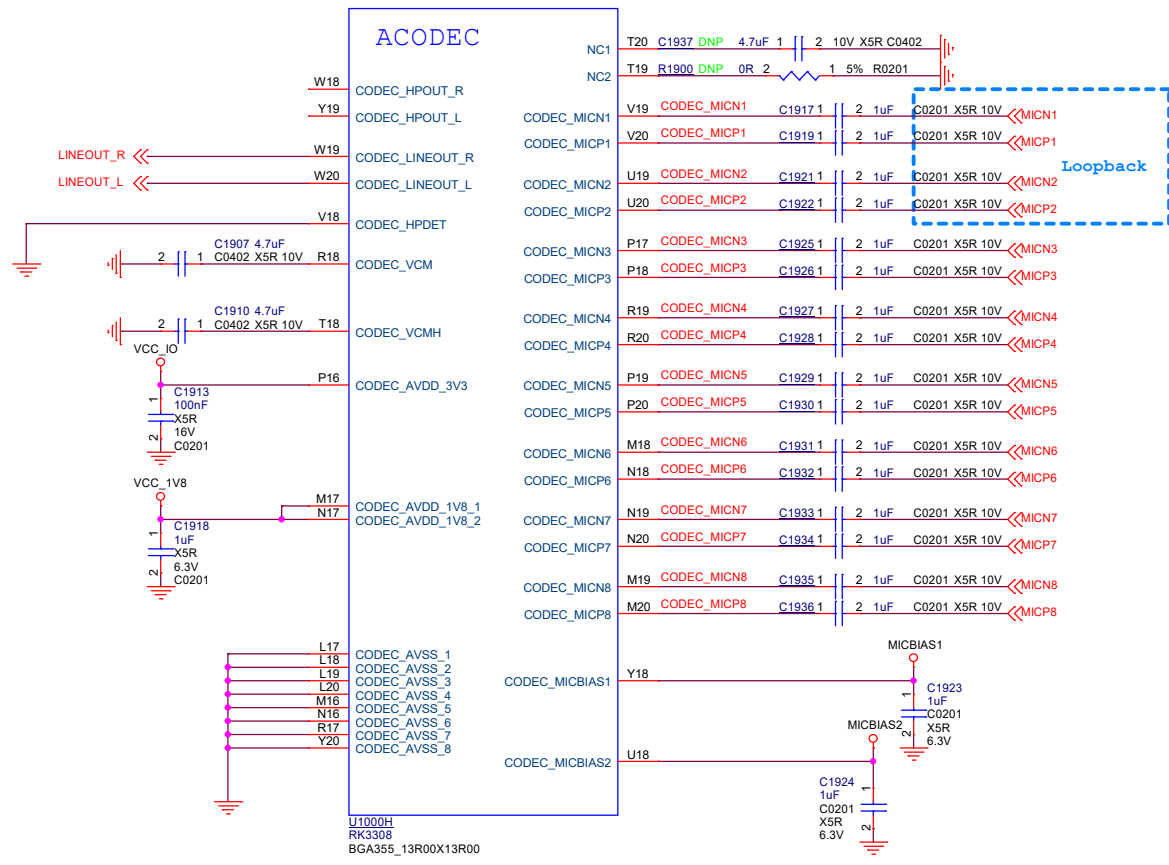 ACODEC
NC1 T20 C1937 DNP 4.7uF 1 2 10V X5R C0402
NC2 T19 R1900 DNP 0R 2 1 5% R0201
W18 CODEC_HPOUT_R
Y19 CODEC_HPOUT_L
LINEOUT_R W19 CODEC_LINEOUT_R
LINEOUT_L W20 CODEC_LINEOUT_L
V18 CODEC_HPDET
C1907 4.7uF
2 1 C0402 X5R 10V R18 CODEC_VCM
C1910 4.7uF
2 1 C0402 X5R 10V T18 CODEC_VCMH
VCC_IO
P16 CODEC_AVDD_3V3
C1913
1 100nF
X5R
2 16V
C0201
VCC_1V8
M17 CODEC_AVDD_1V8_1
N17 CODEC_AVDD_1V8_2
C1918
1 1uF
X5R
2 6.3V
C0201
L17 CODEC_AVSS_1
L18 CODEC_AVSS_2
L19 CODEC_AVSS_3
L20 CODEC_AVSS_4
M16 CODEC_AVSS_5
N16 CODEC_AVSS_6
R17 CODEC_AVSS_7
Y20 CODEC_AVSS_8
CODEC_MICN1 V19 CODEC_MICN1 C1917 1 2 1uF C0201 X5R 10V MICN1
CODEC_MICP1 V20 CODEC_MICP1 C1919 1 2 1uF C0201 X5R 10V MICP1
Loopback
CODEC_MICN2 U19 CODEC_MICN2 C1921 1 2 1uF C0201 X5R 10V MICN2
CODEC_MICP2 U20 CODEC_MICP2 C1922 1 2 1uF C0201 X5R 10V MICP2
CODEC_MICN3 P17 CODEC_MICN3 C1925 1 2 1uF C0201 X5R 10V MICN3
CODEC_MICP3 P18 CODEC_MICP3 C1926 1 2 1uF C0201 X5R 10V MICP3
CODEC_MICN4 R19 CODEC_MICN4 C1927 1 2 1uF C0201 X5R 10V MICN4
CODEC_MICP4 R20 CODEC_MICP4 C1928 1 2 1uF C0201 X5R 10V MICP4
CODEC_MICN5 P19 CODEC_MICN5 C1929 1 2 1uF C0201 X5R 10V MICN5
CODEC_MICP5 P20 CODEC_MICP5 C1930 1 2 1uF C0201 X5R 10V MICP5
CODEC_MICN6 M18 CODEC_MICN6 C1931 1 2 1uF C0201 X5R 10V MICN6
CODEC_MICP6 N18 CODEC_MICP6 C1932 1 2 1uF C0201 X5R 10V MICP6
CODEC_MICN7 N19 CODEC_MICN7 C1933 1 2 1uF C0201 X5R 10V MICN7
CODEC_MICP7 N20 CODEC_MICP7 C1934 1 2 1uF C0201 X5R 10V MICP7
CODEC_MICN8 M19 CODEC_MICN8 C1935 1 2 1uF C0201 X5R 10V MICN8
CODEC_MICP8 M20 CODEC_MICP8 C1936 1 2 1uF C0201 X5R 10V MICP8
MICBIAS1
CODEC_MICBIAS1 Y18
C1923
1 1uF
C0201
X5R
2 6.3V
MICBIAS2
CODEC_MICBIAS2 U18
C1924
1uF 1
C0201
X5R
6.3V 2
U1000H
RK3308
BGA355_13R00X13R00